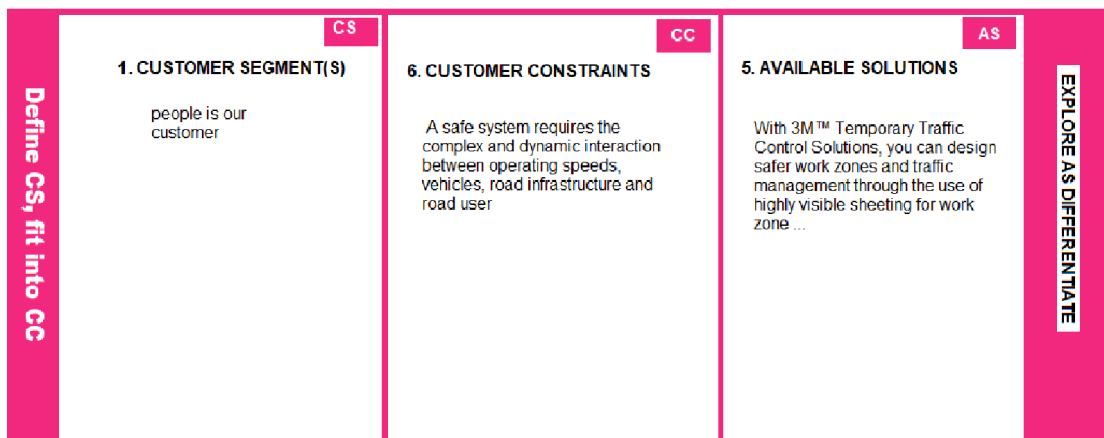 Define CS, fit into CC
CS
1. CUSTOMER SEGMENT(S)
people is our
customer
CC
6. CUSTOMER CONSTRAINTS
A safe system requires the
complex and dynamic interaction
between operating speeds,
vehicles, road infrastructure and
road user
AS
5. AVAILABLE SOLUTIONS
With 3M™ Temporary Traffic
Control Solutions, you can design
safer work zones and traffic
management through the use of
highly visible sheeting for work
zone ...
EXPLORE AS DIFFERENTIATE